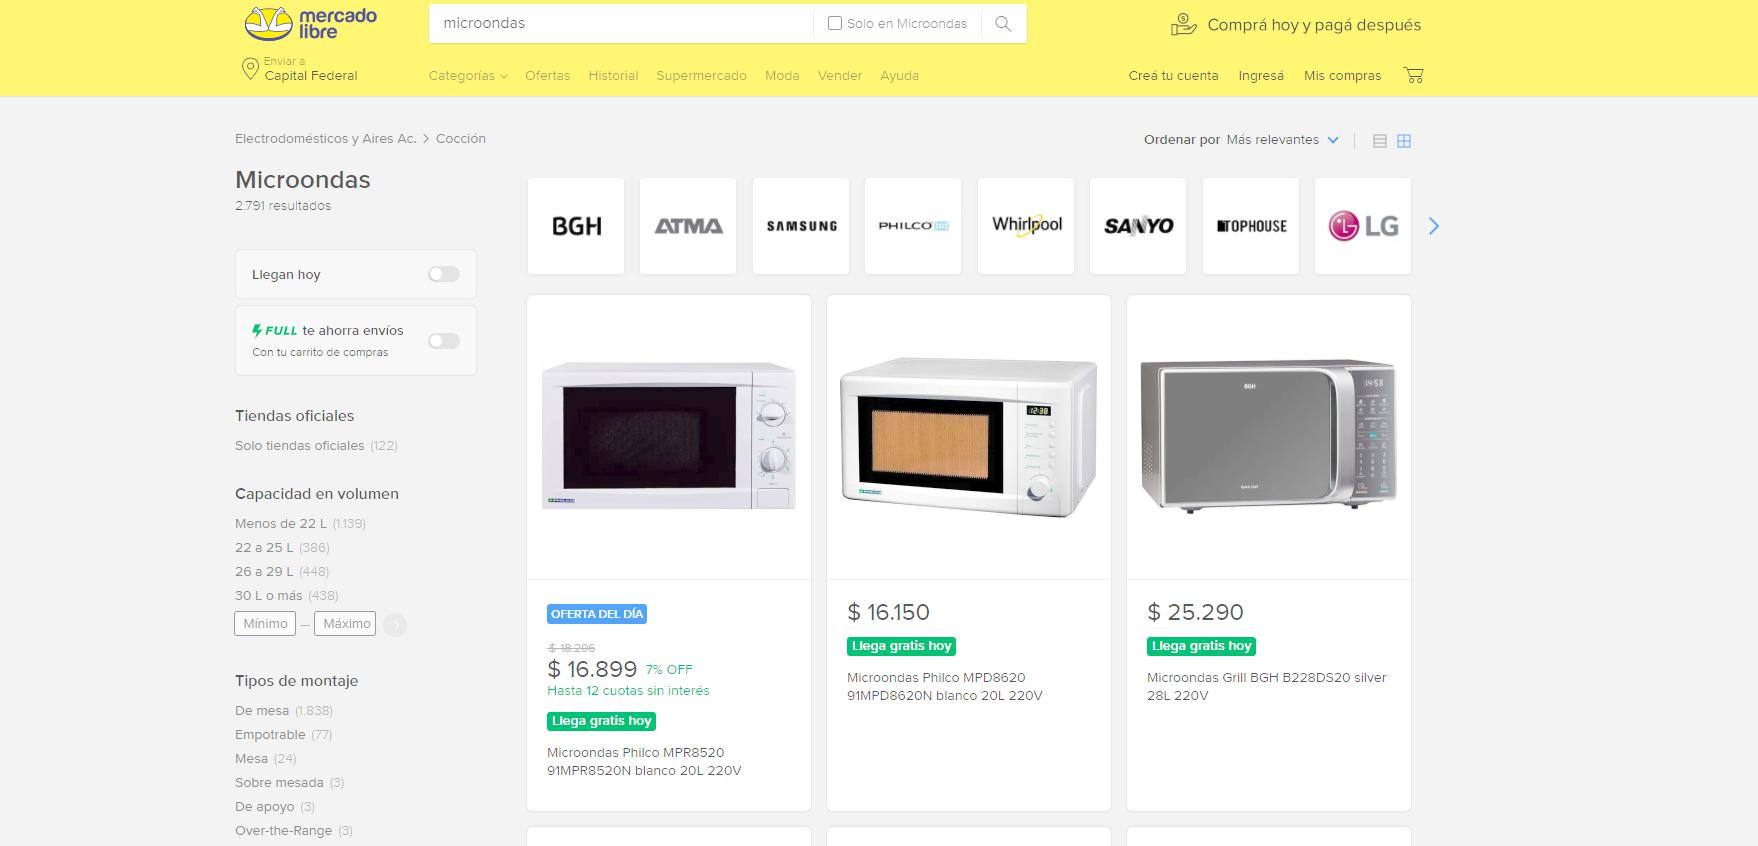 mercado
libre
microondas
Solo en Microondas
Comprá hoy y pagá después
Enviar a
Capital Federal
Categorías
Ofertas
Historial
Supermercado
Moda
Vender
Ayuda
Creá tu cuenta
Ingresá
Mis compras
Electrodomésticos y Aires Ac. > Cocción
Ordenar por Más relevantes
Microondas
2.791 resultados
BGH
ATMA
SAMSUNG
PHILCO
Whirlpool
SANYO
TOPHOUSE
LG
Llegan hoy
FULL te ahorra envíos
Con tu carrito de compras
Tiendas oficiales
Solo tiendas oficiales (122)
Capacidad en volumen
Menos de 22 L (1.139)
22 a 25 L (386)
26 a 29 L (448)
30 L o más (438)
Mínimo — Máximo
Tipos de montaje
De mesa (1.838)
Empotrable (77)
Mesa (24)
Sobre mesada (3)
De apoyo (3)
Over-the-Range (3)
PHILCO
OFERTA DEL DÍA
$ 18.206
$ 16.899 7% OFF
Hasta 12 cuotas sin interés
Llega gratis hoy
Microondas Philco MPR8520
91MPR8520N blanco 20L 220V
12:30
PHILCO
$ 16.150
Llega gratis hoy
Microondas Philco MPD8620
91MPD8620N blanco 20L 220V
BGH
14:50
Quick Chef
$ 25.290
Llega gratis hoy
Microondas Grill BGH B228DS20 silver
28L 220V